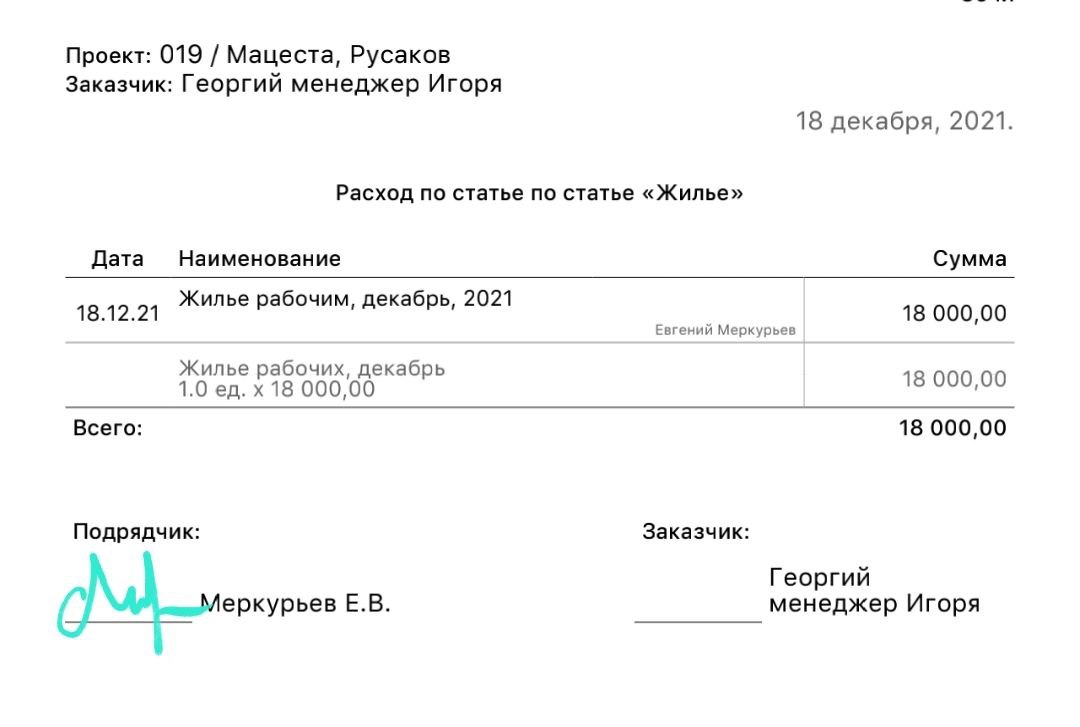 Проект: 019 / Мацеста, Русаков
Заказчик: Георгий менеджер Игоря
18 декабря, 2021.
Расход по статье по статье «Жилье»
Дата Наименование Сумма
18.12.21 Жилье рабочим, декабрь, 2021 18 000,00
Евгений Меркурьев
Жилье рабочих, декабрь
1.0 ед. x 18 000,00 18 000,00
Всего: 18 000,00
Подрядчик: Заказчик:
Меркурьев Е.В.
Георгий
менеджер Игоря